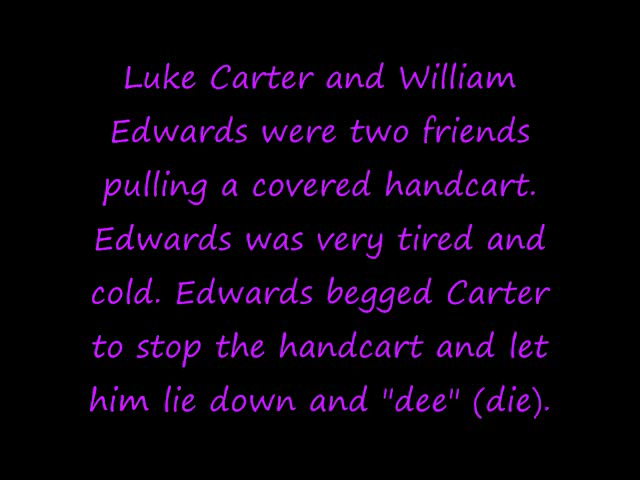 Luke Carter and William
Edwards were two friends
pulling a covered handcart.
Edwards was very tired and
cold. Edwards begged Carter
to stop the handcart and let
him lie down and "dee" (die).